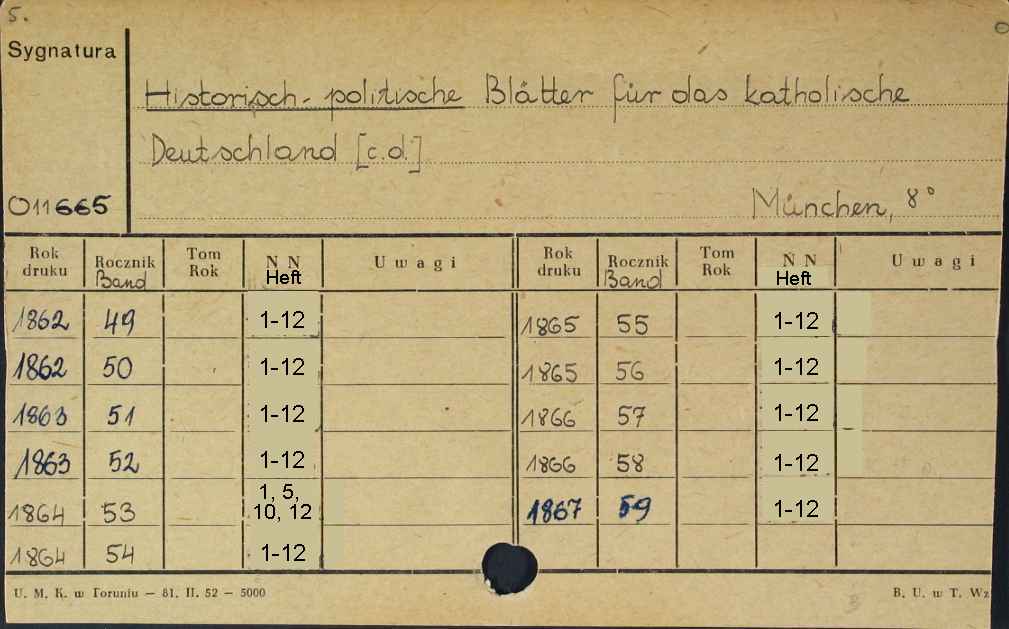 5.
Sygnatura
Historisch-politische Blätter für das katholische
Deutschland [c.d.]
O11665
München, 8°
Rok druku Rocznik Band Tom Rok N N Heft Uwagi Rok druku Rocznik Band Tom Rok N N Heft Uwagi
1862 49 1-12 1865 55 1-12
1862 50 1-12 1865 56 1-12
1863 51 1-12 1866 57 1-12
1863 52 1-12 1866 58 1-12
1864 53 1, 5, 10, 12 1867 59 1-12
1864 54 1-12
U. M. K. w Toruniu — 81. II. 52 — 5000 B. U. w T. Wz